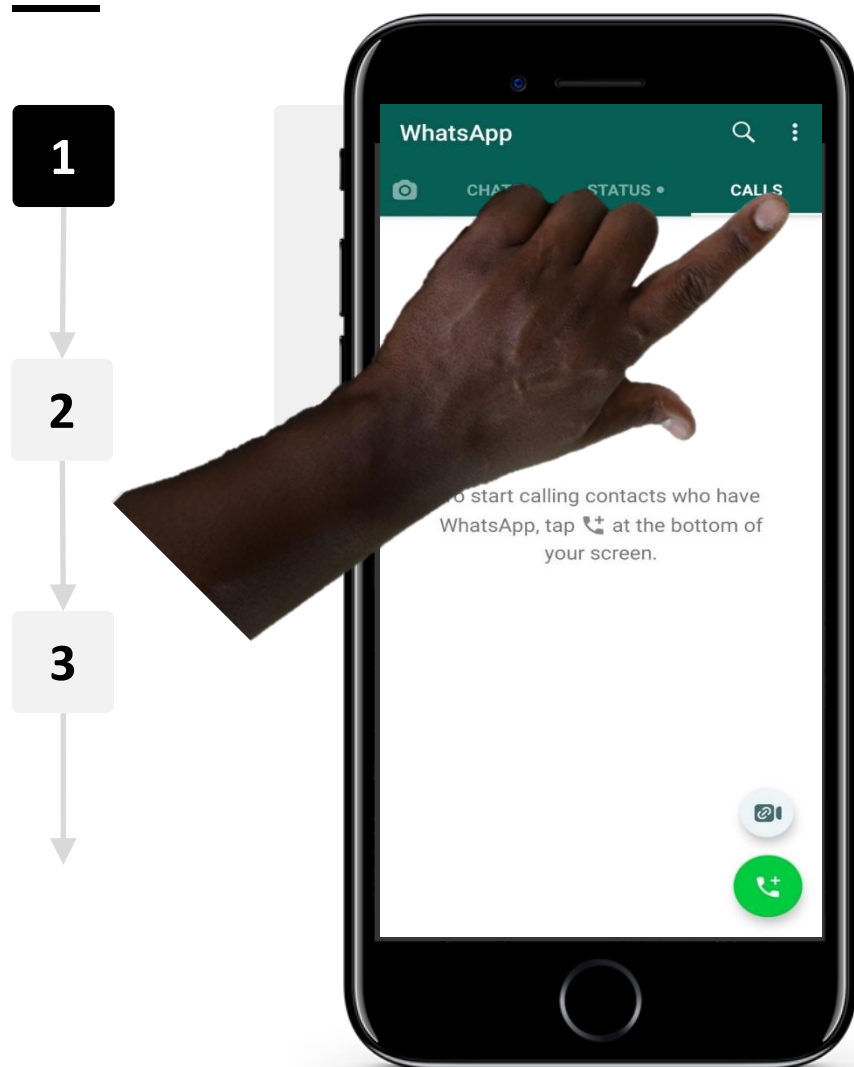 1
2
3
WhatsApp
STATUS
CALLS
start calling contacts who have
WhatsApp, tap at the bottom of
your screen.